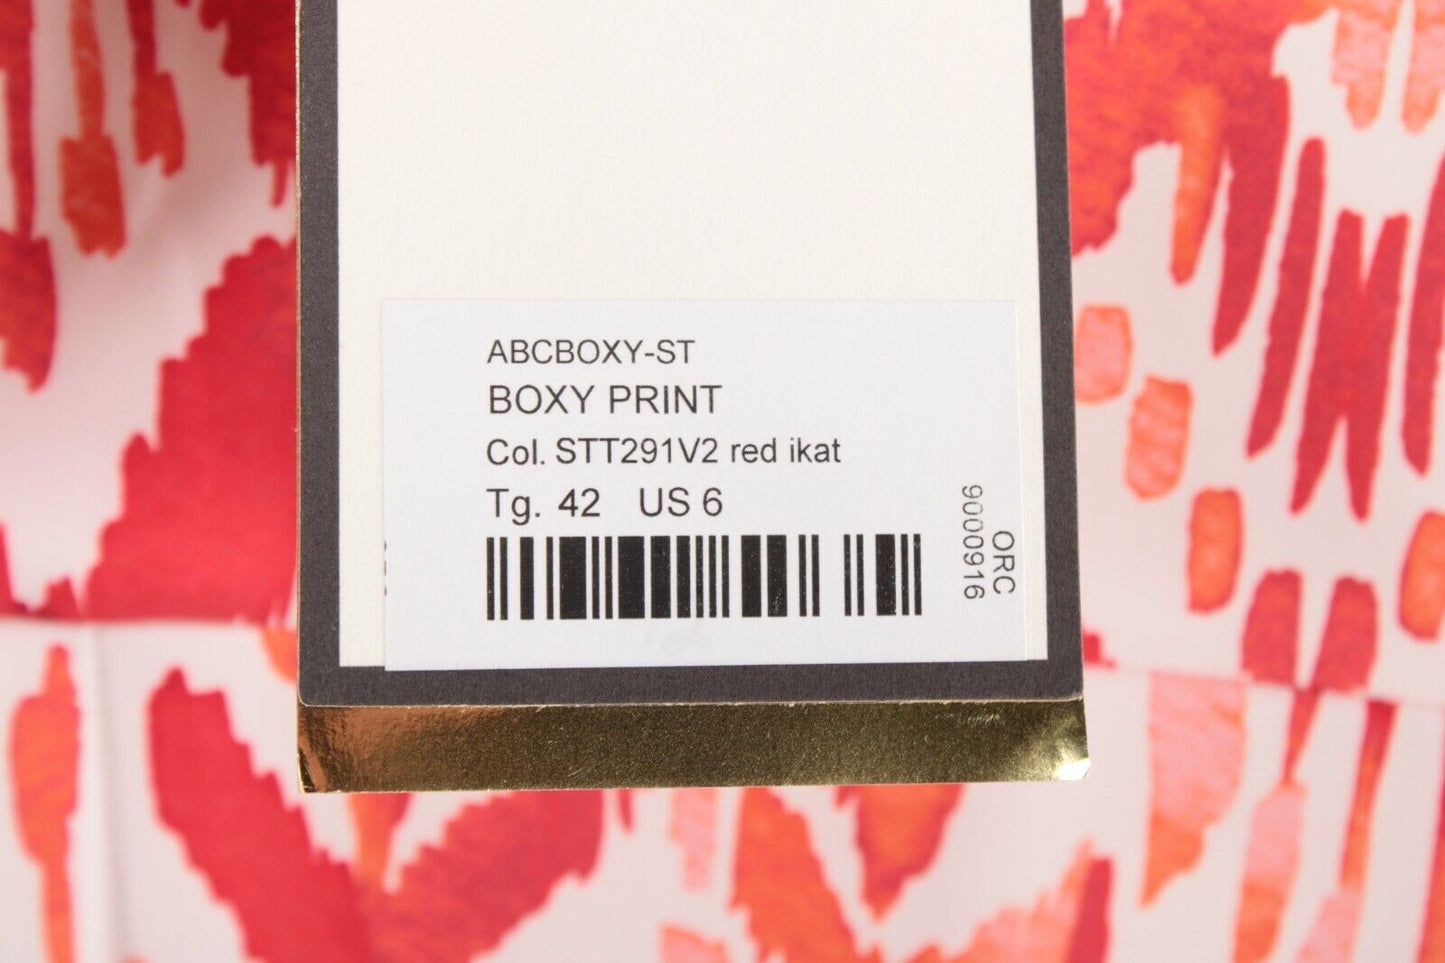 ABCBOXY-ST
BOXY PRINT
Col. STT291V2 red ikat
Tg. 42 US 6
ORC
9000916